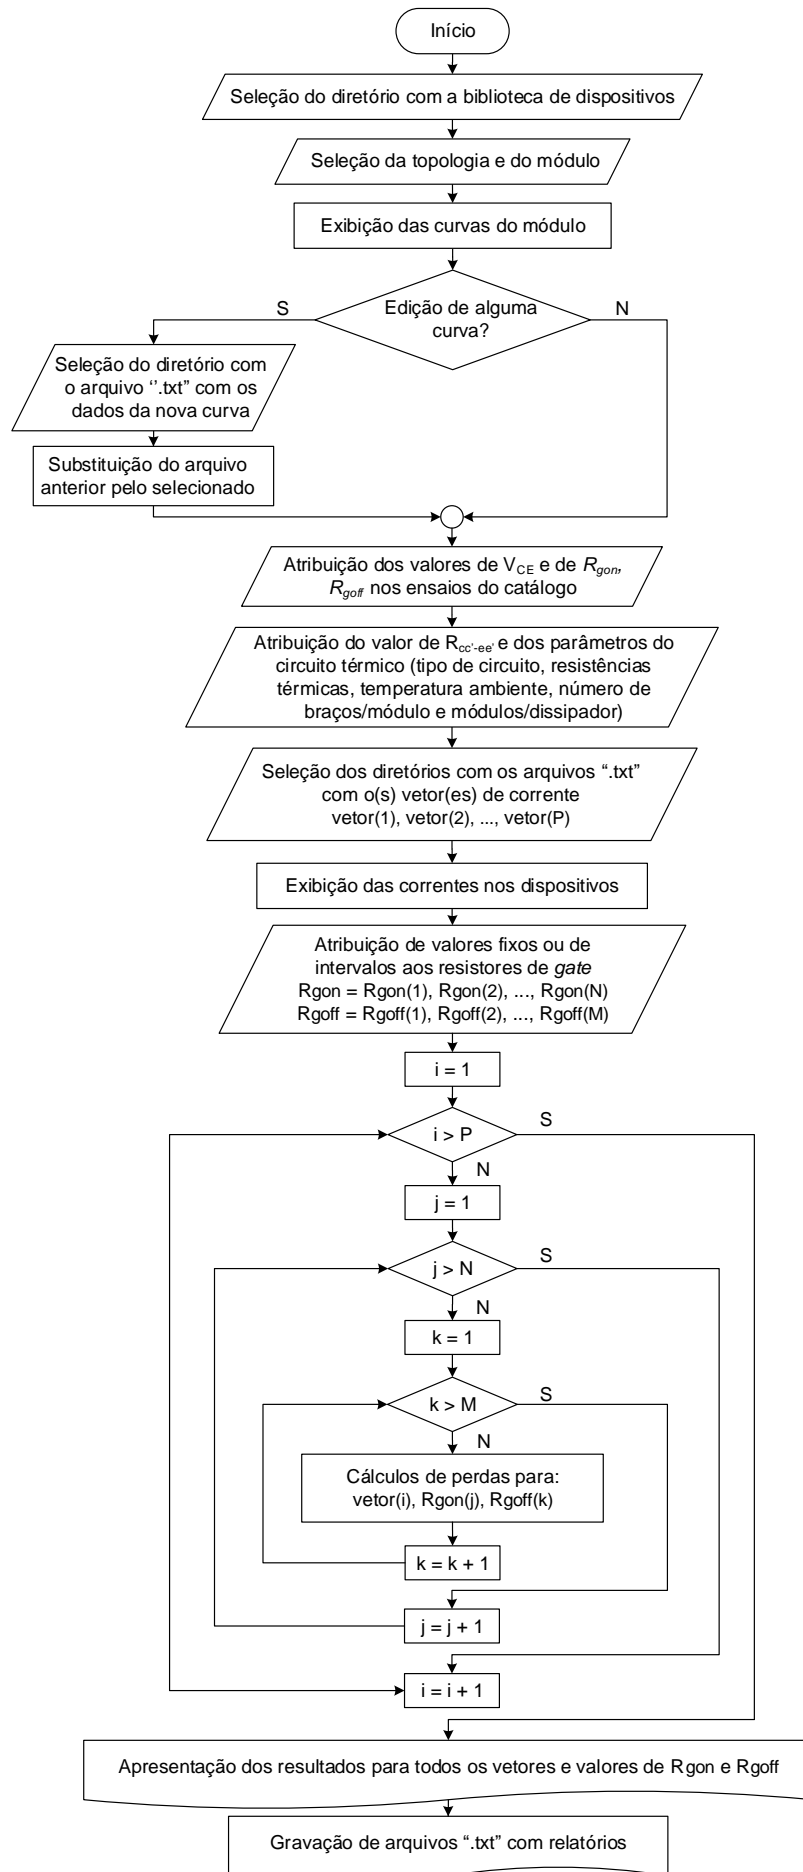 Início
Seleção do diretório com a biblioteca de dispositivos
Seleção da topologia e do módulo
Exibição das curvas do módulo
Edição de alguma
curva?
S
N
Seleção do diretório com
o arquivo ‘’.txt” com os
dados da nova curva
Substituição do arquivo
anterior pelo selecionado
Atribuição dos valores de VCE e de Rgon,
Rgoff nos ensaios do catálogo
Atribuição do valor de Rcc'-ee' e dos parâmetros do
circuito térmico (tipo de circuito, resistências
térmicas, temperatura ambiente, número de
braços/módulo e módulos/dissipador)
Seleção dos diretórios com os arquivos “.txt”
com o(s) vetor(es) de corrente
vetor(1), vetor(2), ..., vetor(P)
Exibição das correntes nos dispositivos
Atribuição de valores fixos ou de
intervalos aos resistores de gate
Rgon = Rgon(1), Rgon(2), ..., Rgon(N)
Rgoff = Rgoff(1), Rgoff(2), ..., Rgoff(M)
i = 1
i > P
S
N
j = 1
j > N
S
N
k = 1
k > M
S
N
Cálculos de perdas para:
vetor(i), Rgon(j), Rgoff(k)
k = k + 1
j = j + 1
i = i + 1
Apresentação dos resultados para todos os vetores e valores de Rgon e Rgoff
Gravação de arquivos “.txt” com relatórios